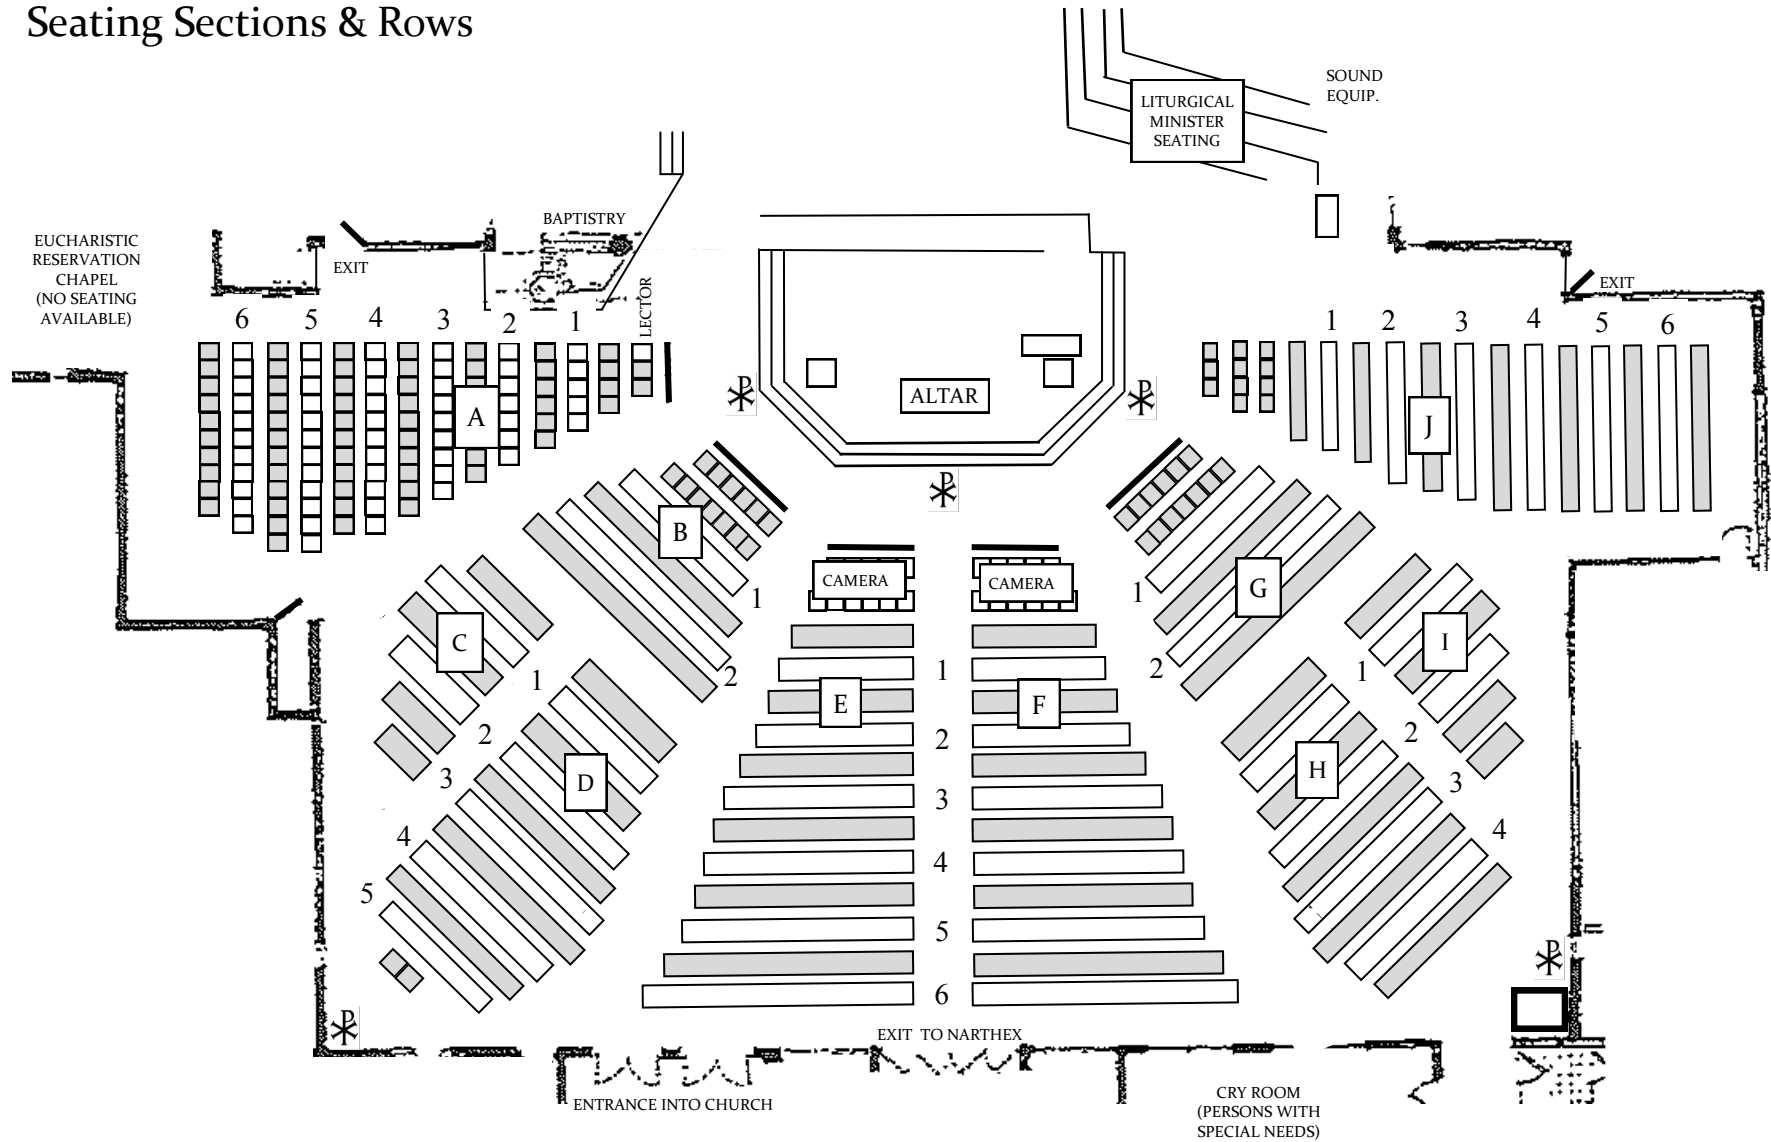 Seating Sections & Rows
SOUND
EQUIP.
LITURGICAL
MINISTER
SEATING
BAPTISTRY
EUCHARISTIC
RESERVATION
CHAPEL
(NO SEATING
AVAILABLE)
EXIT
LECTOR
EXIT
6 5 4 3 2 1
1 2 3 4 5 6
ALTAR
A
J
B
CAMERA
CAMERA
G
1
1
C
I
1
2
1
2
1
E
F
D
H
2
3
4
5
2
3
4
5
6
2
3
4
EXIT TO NARTHEX
ENTRANCE INTO CHURCH
CRY ROOM
(PERSONS WITH
SPECIAL NEEDS)